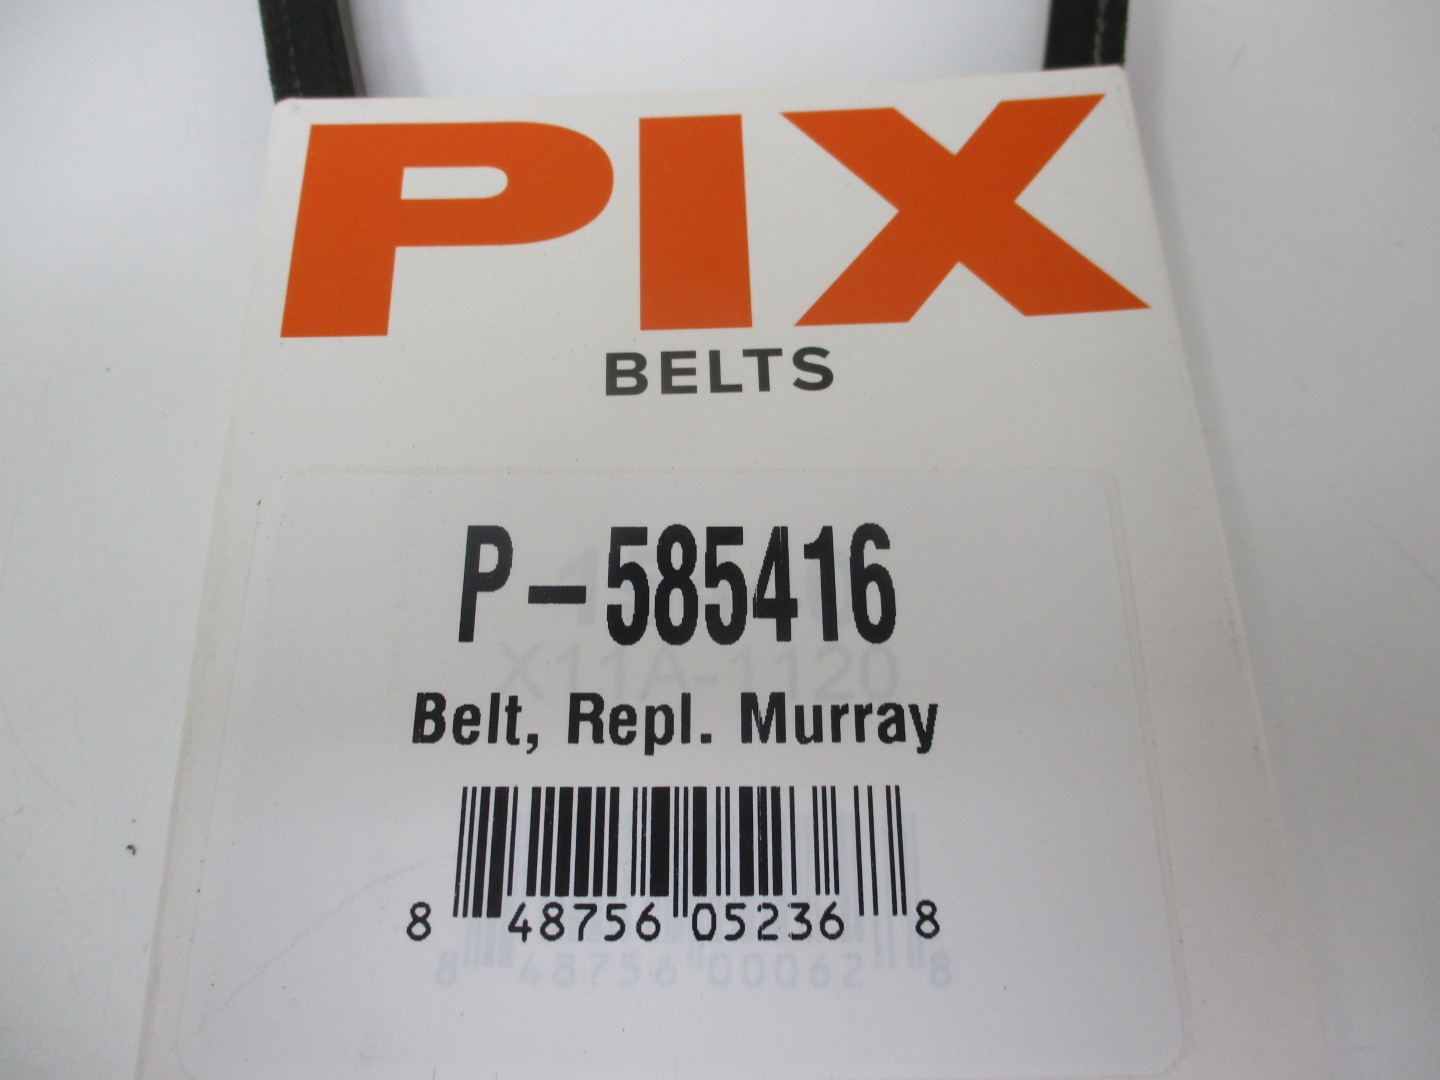 PIX
BELTS
P-585416
X11A-1120
Belt, Repl. Murray
8 48756 05236 8
8 48756 00062 8